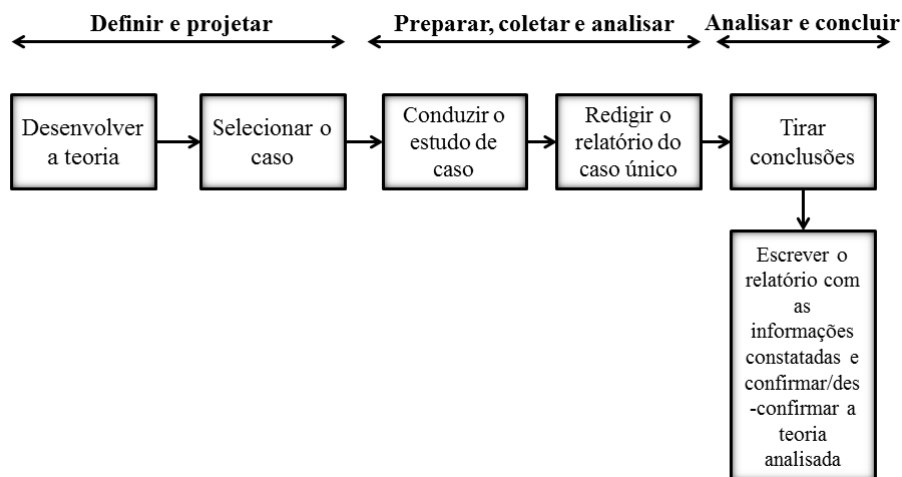 Definir e projetar
Preparar, coletar e analisar
Analisar e concluir
Desenvolver
a teoria
Selecionar o
caso
Conduzir o
estudo de
caso
Redigir o
relatório do
caso único
Tirar
conclusões
Escrever o
relatório com
as
informações
constatadas e
confirmar/des
-confirmar a
teoria
analisada